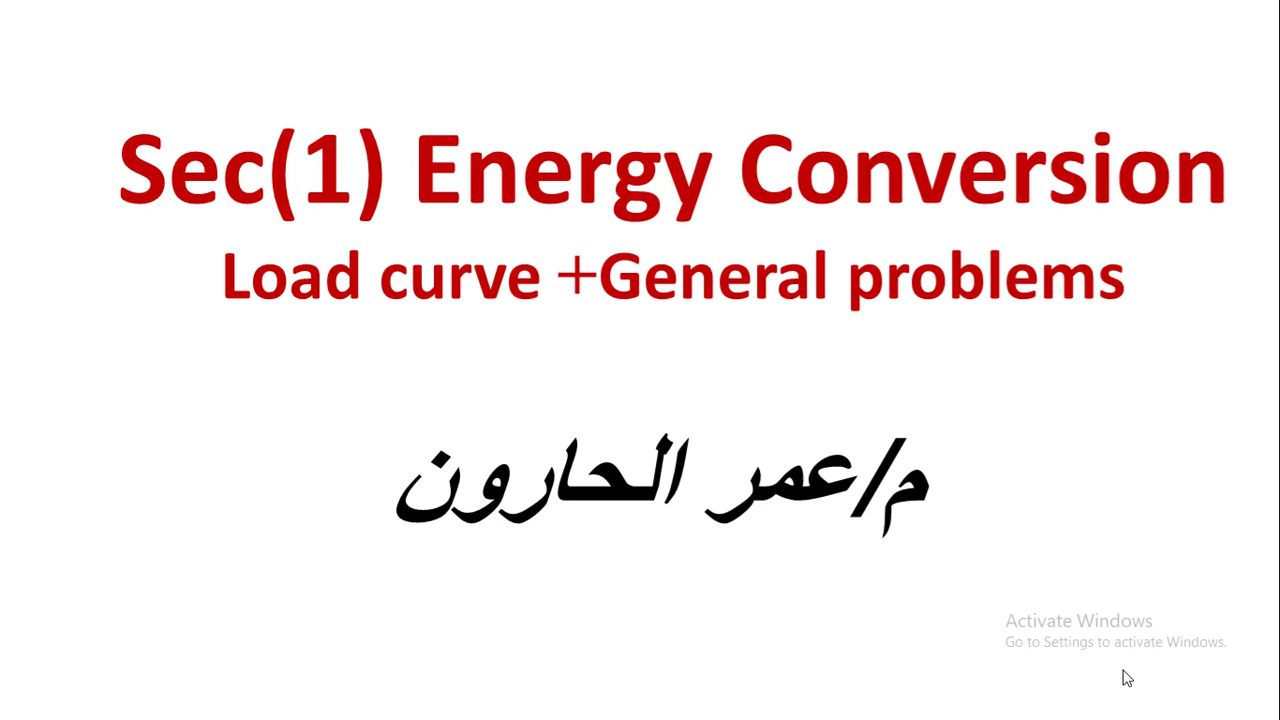 Sec(1) Energy Conversion
Load curve +General problems
م/عمر الحارون
Activate Windows
Go to Settings to activate Windows.